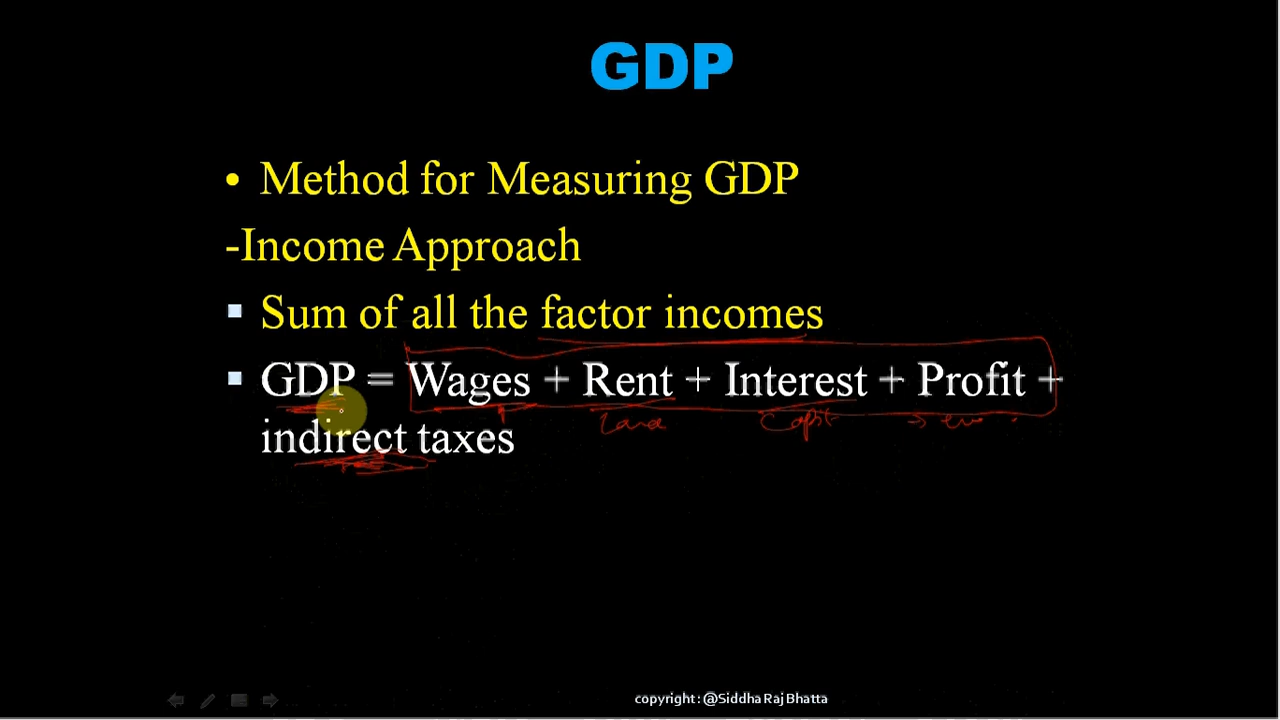 GDP
• Method for Measuring GDP
-Income Approach
▪ Sum of all the factor incomes
▪ GDP = Wages + Rent + Interest + Profit +
indirect taxes
copyright: @Siddha Raj Bhatta